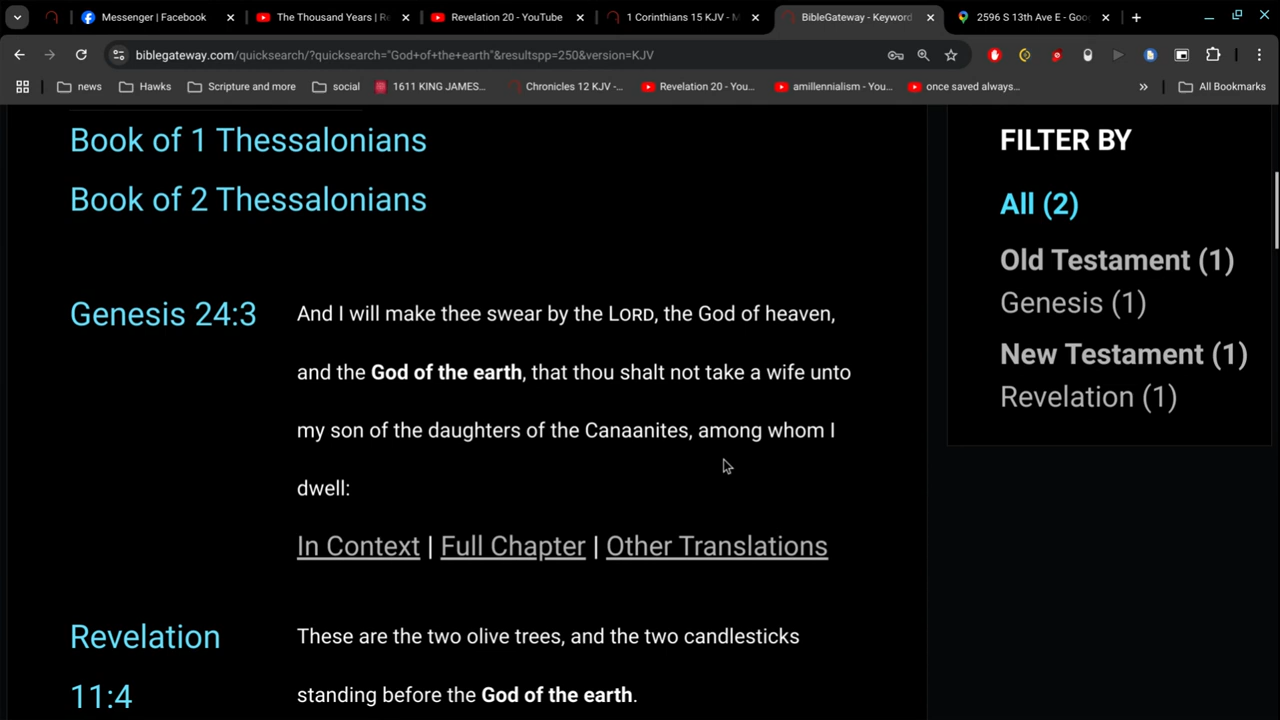 Messenger | Facebook
The Thousand Years | Re
Revelation 20 - YouTube
1 Corinthians 15 KJV - M
BibleGateway - Keyword
2596 S 13th Ave E - Goo
biblegateway.com/quicksearch/?quicksearch="God+of+the+earth"&resultspp=250&version=KJV
news
Hawks
Scripture and more
social
1611 KING JAMES...
Chronicles 12 KJV -...
Revelation 20 - You...
amillennialism - You...
once saved always...
»
All Bookmarks
Book of 1 Thessalonians
Book of 2 Thessalonians
Genesis 24:3
And I will make thee swear by the LORD, the God of heaven,
and the God of the earth, that thou shalt not take a wife unto
my son of the daughters of the Canaanites, among whom I
dwell:
In Context | Full Chapter | Other Translations
Revelation
11:4
These are the two olive trees, and the two candlesticks
standing before the God of the earth.
FILTER BY
All (2)
Old Testament (1)
Genesis (1)
New Testament (1)
Revelation (1)